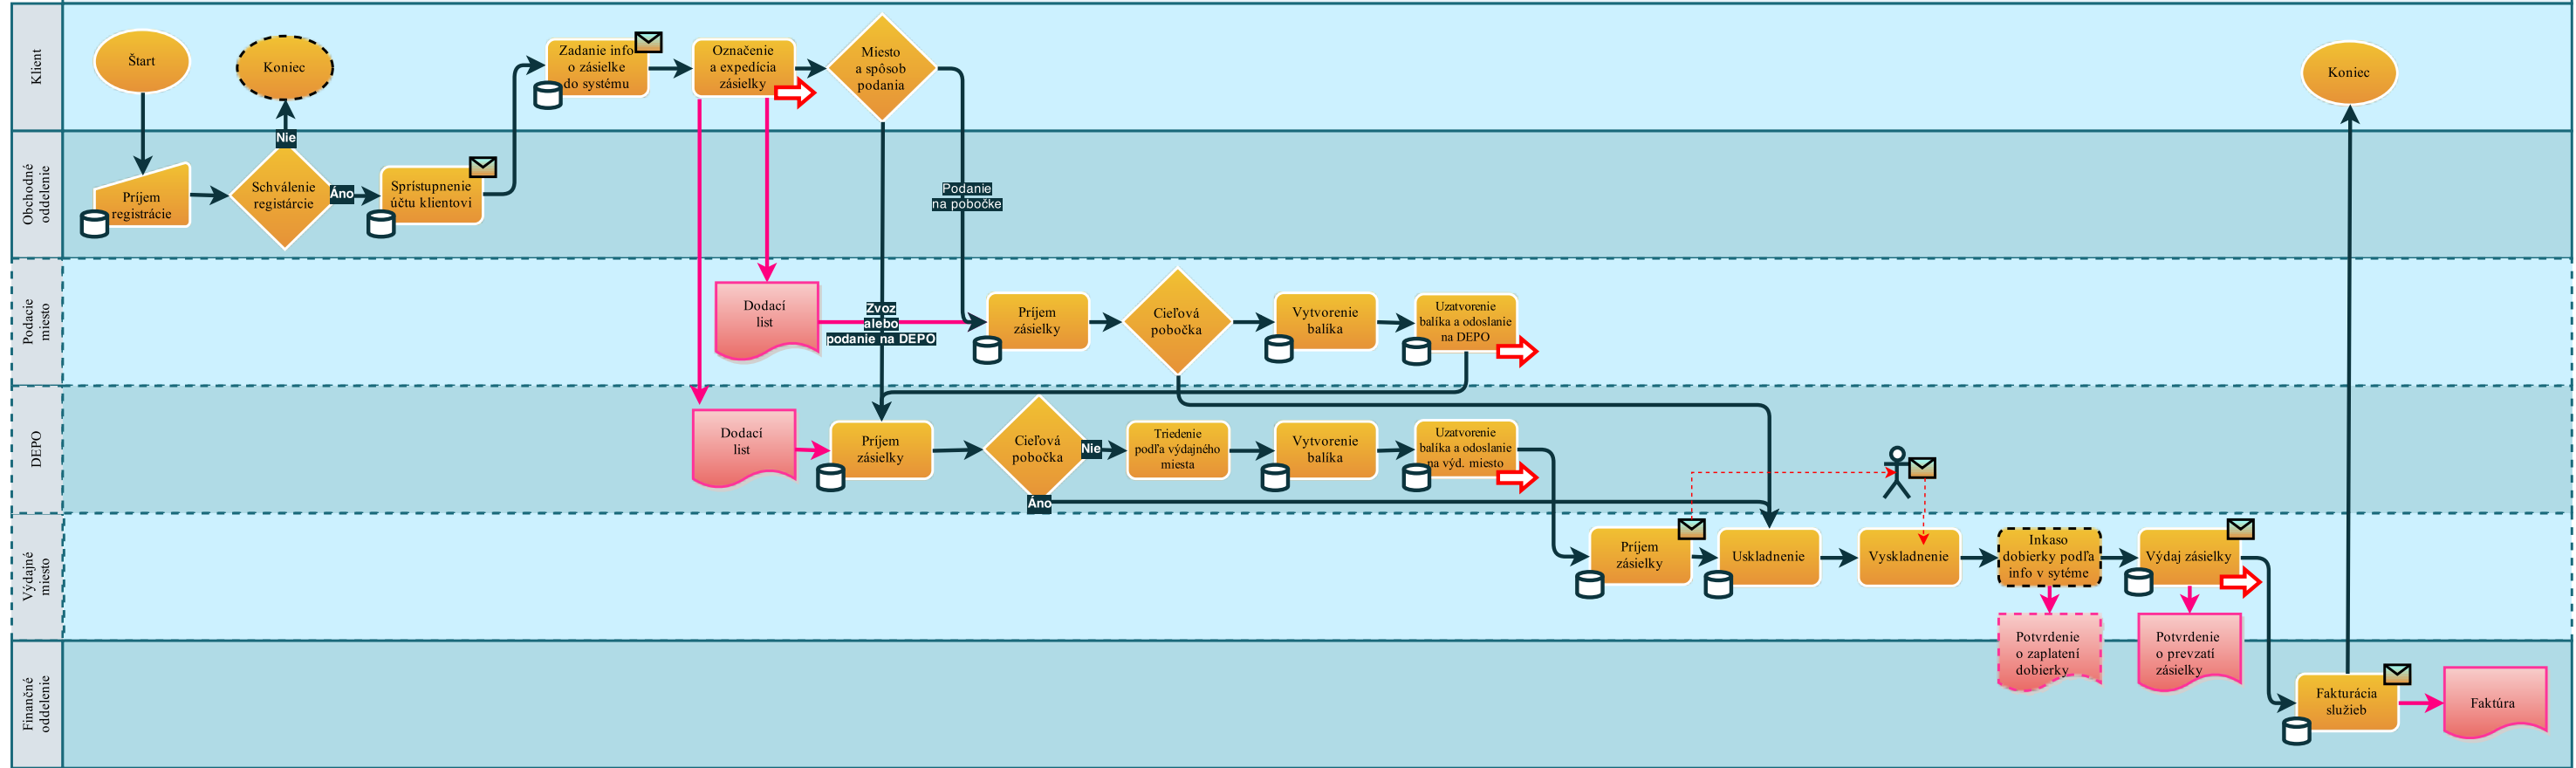 Klient
Štart
Koniec
Zadanie info
o zásielke
do systému
Označenie
a expedícia
zásielky
Miesto
a spôsob
podania
Koniec
Obchodné
oddelenie
Príjem
registrácie
Nie
Schválenie
registárcie
Áno
Sprístupnenie
účtu klientovi
Podanie
na pobočke
Podacie
miesto
Dodací
list
Zvoz
alebo
podanie na DEPO
Príjem
zásielky
Cieľová
pobočka
Vytvorenie
balíka
Uzatvorenie
balíka a odoslanie
na DEPO
DEPO
Dodací
list
Príjem
zásielky
Cieľová
pobočka
Nie
Áno
Triedenie
podľa výdajného
miesta
Vytvorenie
balíka
Uzatvorenie
balíka a odoslanie
na výd. miesto
Výdajné
miesto
Príjem
zásielky
Uskladnenie
Vyskladnenie
Inkaso
dobierky podľa
info v sytéme
Výdaj zásielky
Potvrdenie
o zaplatení
dobierky
Potvrdenie
o prevzatí
zásielky
Finančné
oddelenie
Fakturácia
služieb
Faktúra